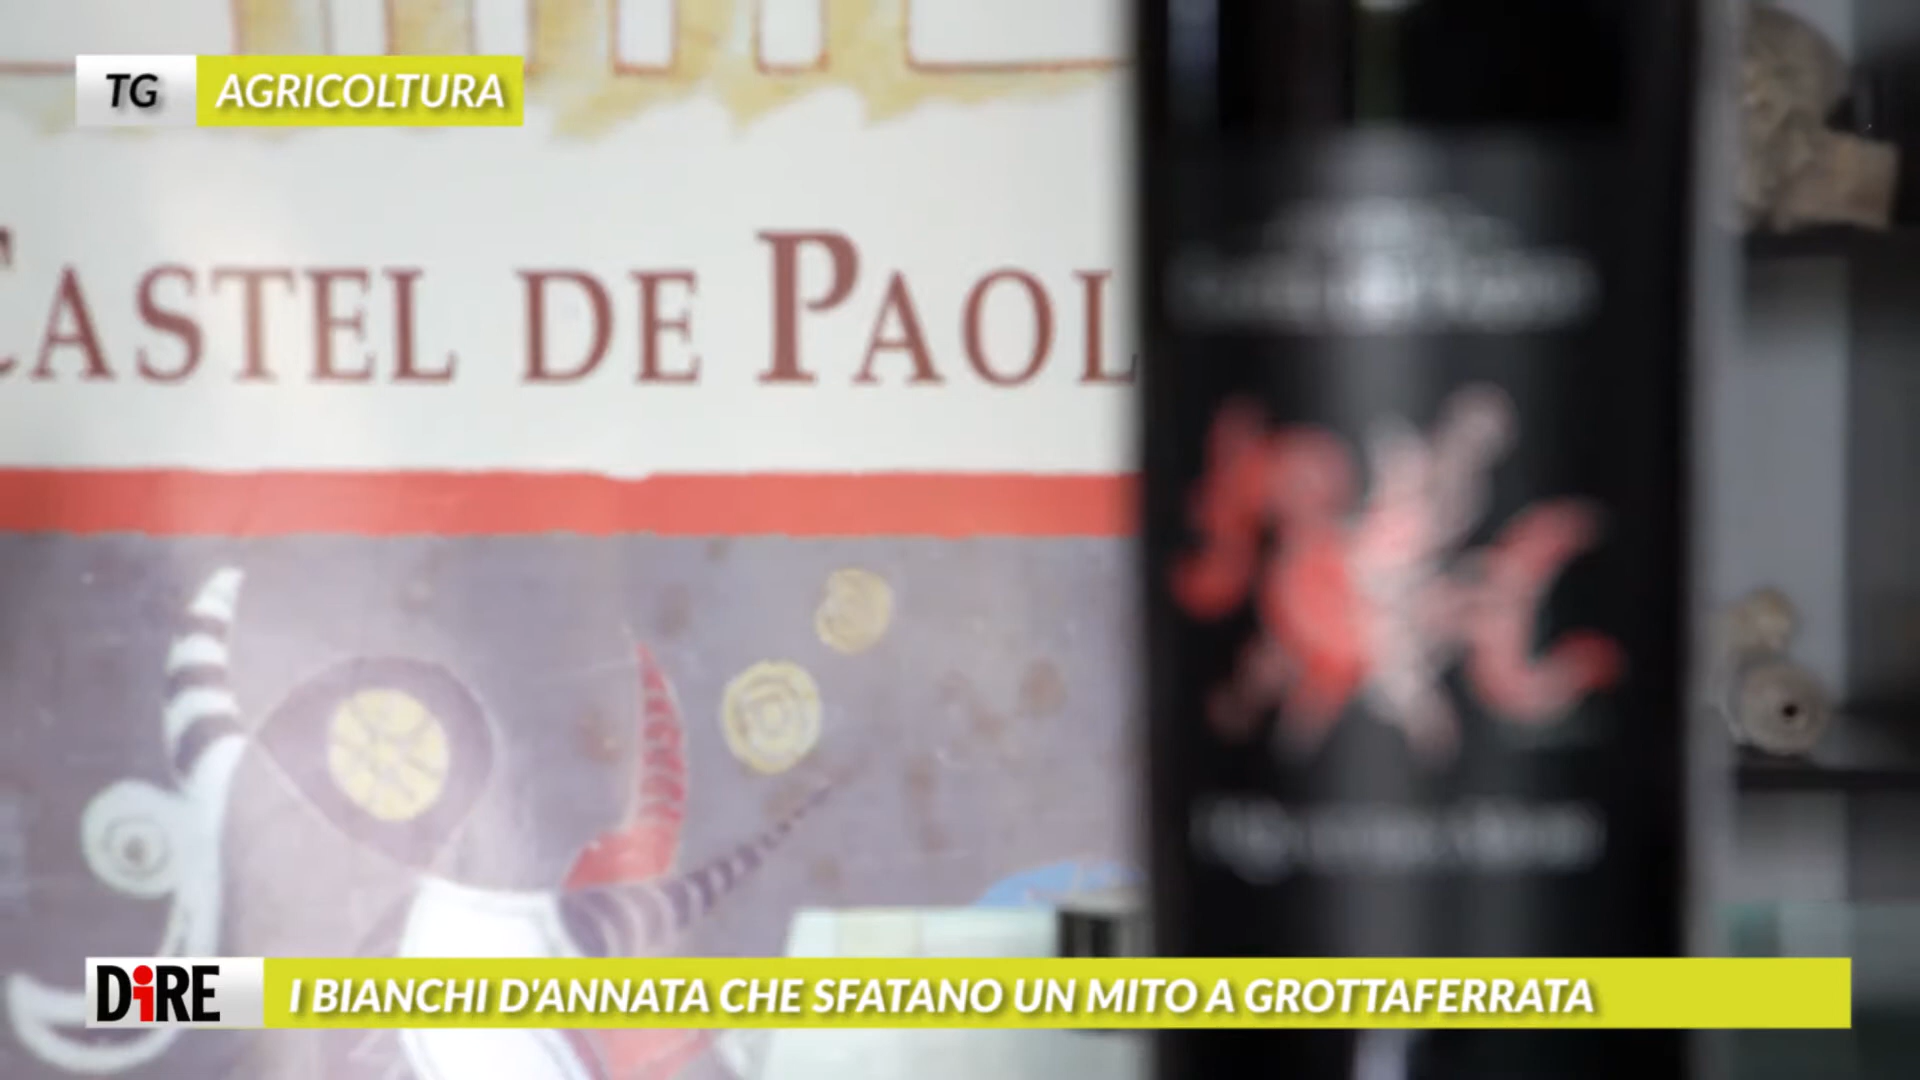 TG AGRICOLTURA
CASTEL DE PAOL
DiRE I BIANCHI D'ANNATA CHE SFATANO UN MITO A GROTTAFERRATA